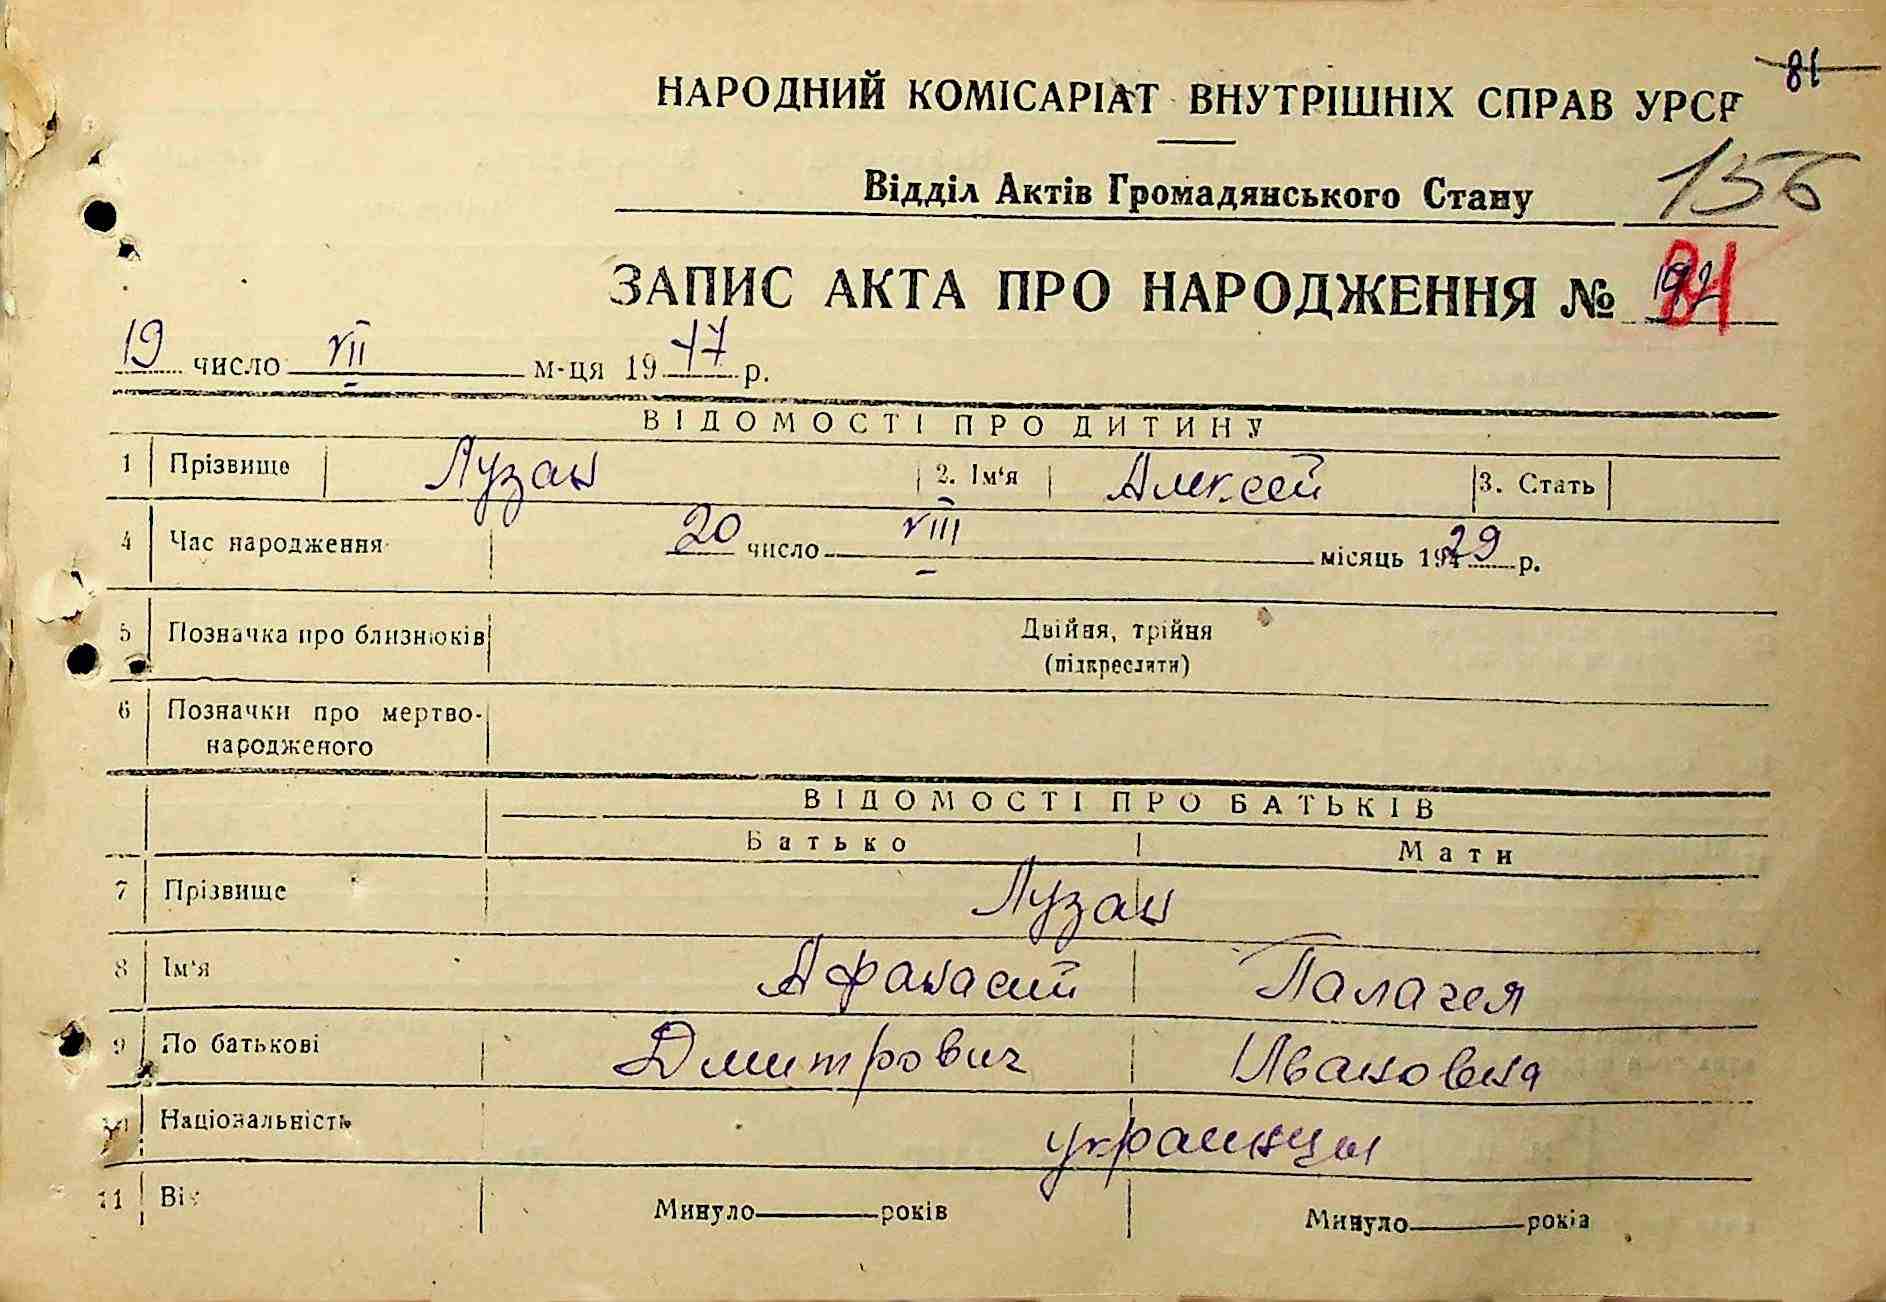 81
НАРОДНИЙ КОМІСАРІАТ ВНУТРІШНІХ СПРАВ УРСР
Відділ Актів Громадянського Стану 156
ЗАПИС АКТА ПРО НАРОДЖЕННЯ № 81
19 число VII м-ця 1947 р.
ВІДОМОСТІ ПРО ДИТИНУ
1 Прізвище Лузан 2. Ім'я Алексей 3. Стать
4 Час народження 20 число VIII місяць 1929 р.
5 Позначка про близнюків Двійня, трійня
(підкреслити)
6 Позначки про мертво-
народженого
ВІДОМОСТІ ПРО БАТЬКІВ
Батько Мати
7 Прізвище Лузан
8 Ім'я Афанасий Палагея
9 По батькові Дмитрович Ивановна
10 Національність украинцы
11 Вік Минуло років Минуло років